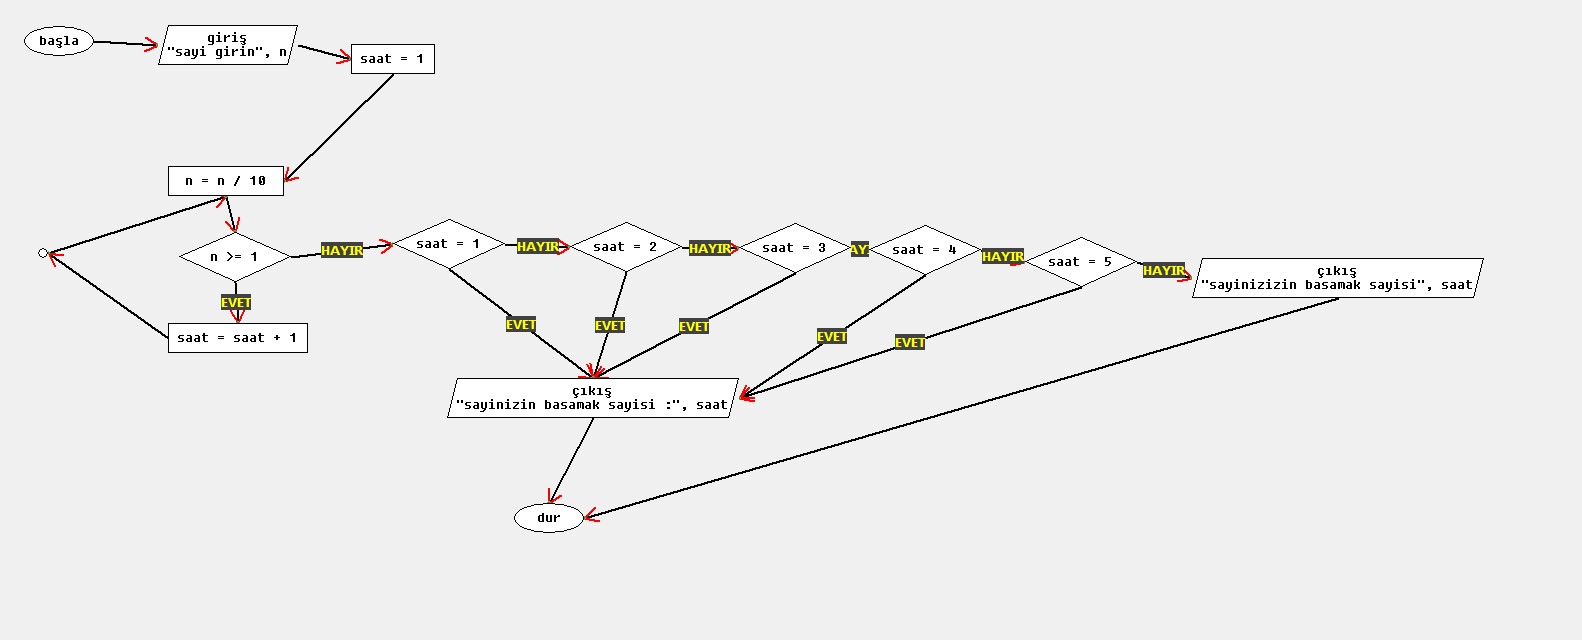 başla
giriş
"sayi girin", n
saat = 1
n = n / 10
n >= 1
HAYIR
saat = 1
HAYIR
saat = 2
HAYIR
saat = 3
AY
saat = 4
HAYIR
saat = 5
HAYIR
çıkış
"sayinizizin basamak sayisi", saat
EVET
saat = saat + 1
EVET
EVET
EVET
EVET
EVET
çıkış
"sayinizin basamak sayisi :", saat
dur